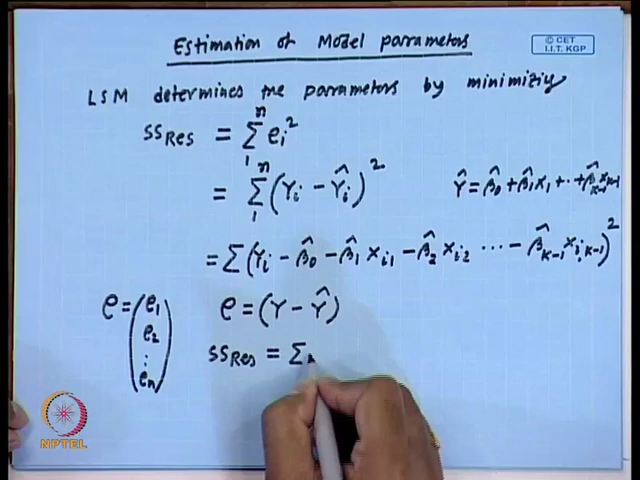 © CET
I.I.T. KGP
Estimation of Model parameters
LSM determines the parameters by minimiziy
SS_Res = Σ_1^n e_i^2
= Σ_1^n (Y_i - Ŷ_i)^2
Ŷ = β̂_0 + β̂_1 x_1 + ·· + β̂_{K-1} x_{K-1}
= Σ (Y_i - β̂_0 - β̂_1 x_{i1} - β̂_2 x_{i2} ··· - β̂_{K-1} x_{i,K-1})^2
e = (e_1 e_2 : e_n)
e = (Y - Ŷ)
SS_Res = Σ
NPTEL